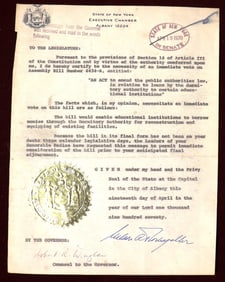 STATE OF NEW YORK
EXECUTIVE CHAMBER
ALBANY 12224
IN SENATE
TO THE LEGISLATURE:
Pursuant to the provisions of Section 14 of Article III
of the Constitution and by virtue of the authority conferred upon
me, I do hereby certify to the necessity of an immediate vote on
Assembly Bill Number entitled:
"AN ACT to amend the public authorities law,
in relation to loans by the dormitory
authority to certain educational
institutions"
The facts which, in my opinion, necessitate an immediate
vote on this bill are as follows:
The bill would enable educational institutions to borrow
monies through the Dormitory Authority for reconstruction and
equipping of existing facilities.
Because the bill in its final form has not been on your
desks three calendar legislative days, the Leaders of your
Honorable Bodies have requested this message to permit immediate
consideration of the bill prior to your anticipated final
adjournment.
GIVEN under my hand and the Privy
Seal of the State at the Capitol
in the City of Albany this
nineteenth day of April in the
year of our Lord one thousand
nine hundred seventy.
BY THE GOVERNOR:
Counsel to the Governor.